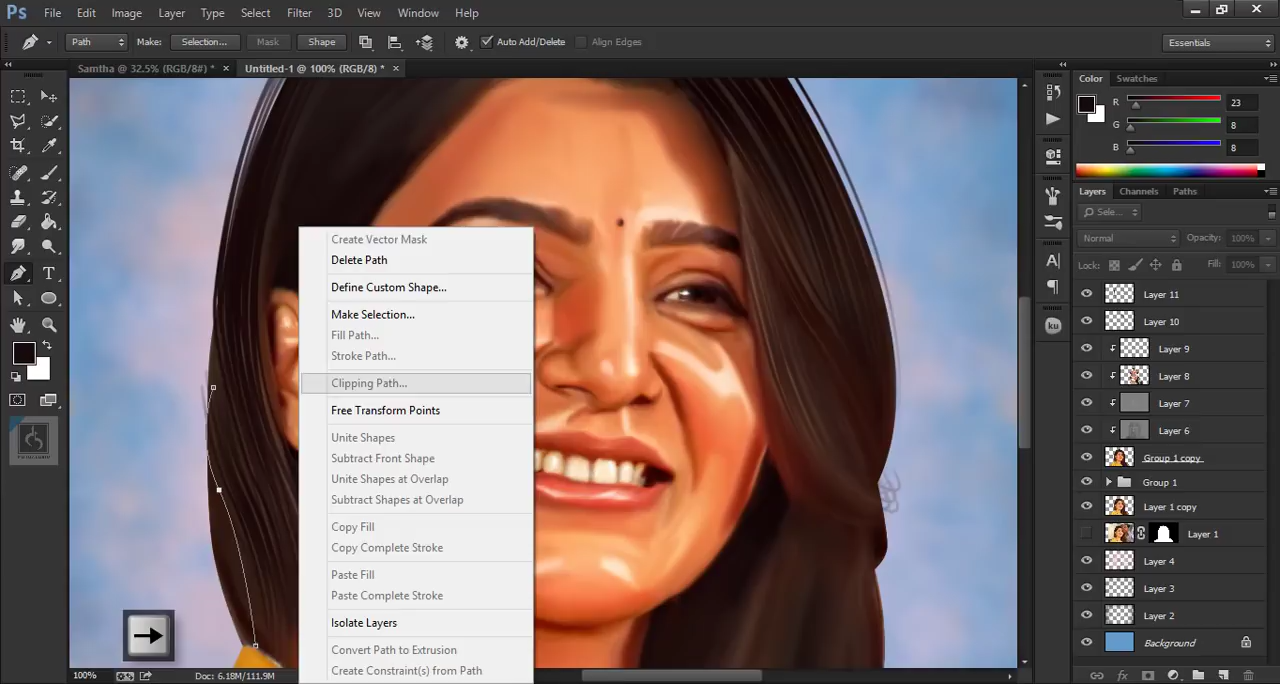 Ps File Edit Image Layer Type Select Filter 3D View Window Help
Path Make: Selection... Mask Shape Auto Add/Delete Align Edges Essentials
Samtha @ 32.5% (RGB/8#) * × Untitled-1 @ 100% (RGB/8) * ×
Color Swatches
R 23
G 8
B 8
Layers Channels Paths
Sele...
Normal Opacity: 100%
Lock: Fill: 100%
Layer 11
Layer 10
Layer 9
Layer 8
Layer 7
Layer 6
Group 1 copy
Group 1
Layer 1 copy
Layer 1
Layer 4
Layer 3
Layer 2
Background
Create Vector Mask
Delete Path
Define Custom Shape...
Make Selection...
Fill Path...
Stroke Path...
Clipping Path...
Free Transform Points
Unite Shapes
Subtract Front Shape
Unite Shapes at Overlap
Subtract Shapes at Overlap
Copy Fill
Copy Complete Stroke
Paste Fill
Paste Complete Stroke
Isolate Layers
Convert Path to Extrusion
Create Constraint(s) from Path
ku
100% Doc: 6.18M/111.9M